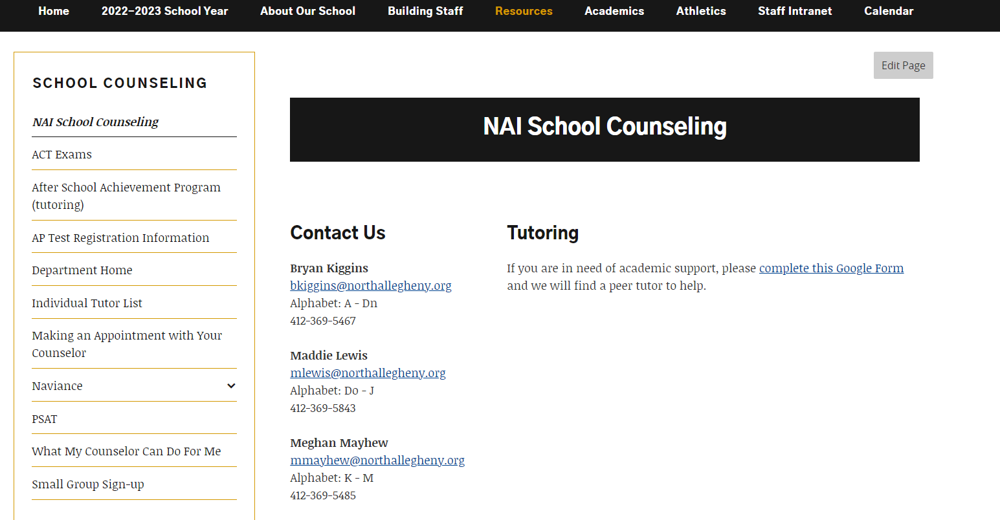 Home 2022-2023 School Year About Our School Building Staff Resources Academics Athletics Staff Intranet Calendar
SCHOOL COUNSELING
NAI School Counseling
ACT Exams
After School Achievement Program
(tutoring)
AP Test Registration Information
Department Home
Individual Tutor List
Making an Appointment with Your
Counselor
Naviance
PSAT
What My Counselor Can Do For Me
Small Group Sign-up
Edit Page
NAI School Counseling
Contact Us
Bryan Kiggins
bkiggins@northallegheny.org
Alphabet: A - Dn
412-369-5467
Maddie Lewis
mlewis@northallegheny.org
Alphabet: Do - J
412-369-5843
Meghan Mayhew
mmayhew@northallegheny.org
Alphabet: K - M
412-369-5485
Tutoring
If you are in need of academic support, please complete this Google Form
and we will find a peer tutor to help.